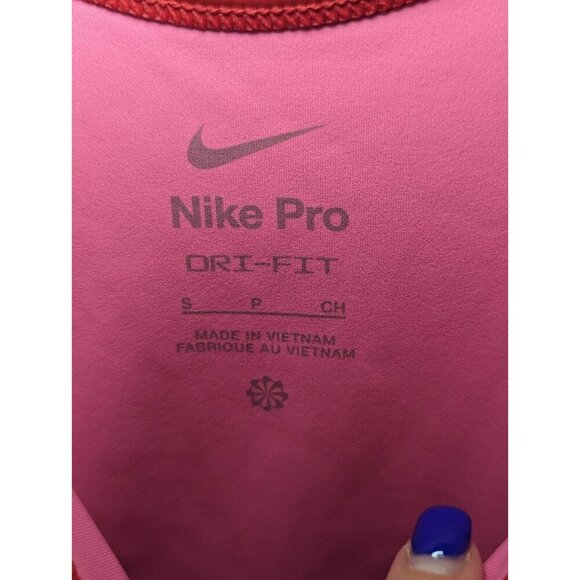 Nike Pro
DRI-FIT
S P CH
MADE IN VIETNAM
FABRIQUE AU VIETNAM